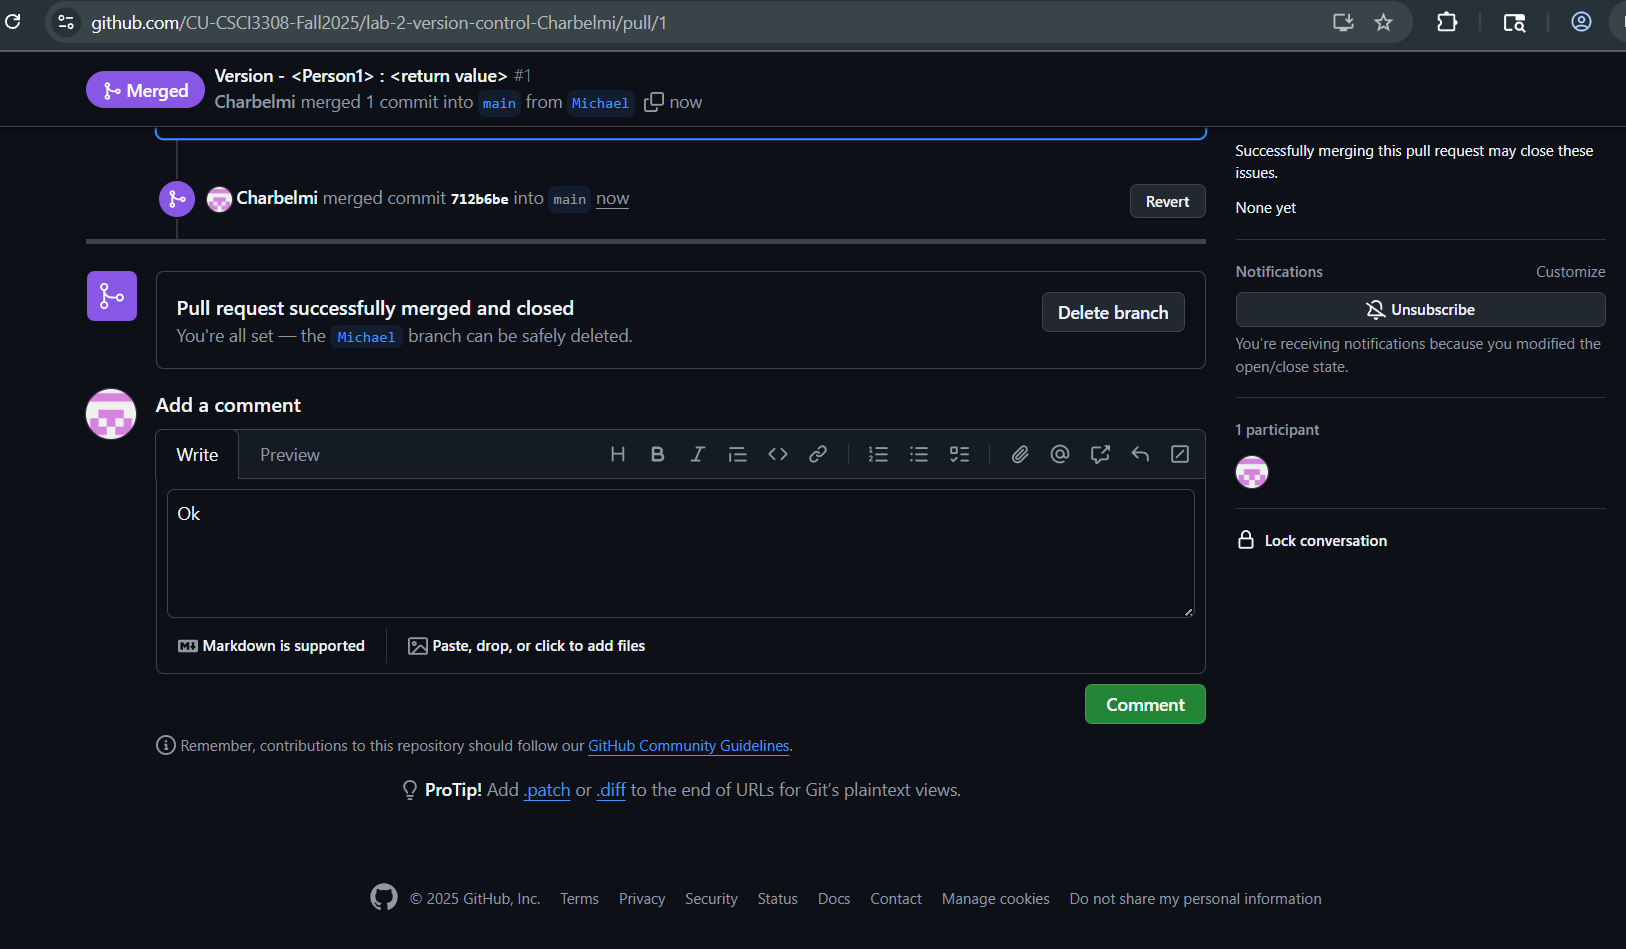 github.com/CU-CSCI3308-Fall2025/lab-2-version-control-Charbelmi/pull/1
Merged
Version - <Person1> : <return value> #1
Charbelmi merged 1 commit into main from Michael now
Charbelmi merged commit 712b6be into main now
Revert
Pull request successfully merged and closed
You're all set — the Michael branch can be safely deleted.
Delete branch
Add a comment
Write
Preview
Ok
Markdown is supported
Paste, drop, or click to add files
Comment
Remember, contributions to this repository should follow our GitHub Community Guidelines.
ProTip! Add .patch or .diff to the end of URLs for Git's plaintext views.
Successfully merging this pull request may close these
issues.
None yet
Notifications
Customize
Unsubscribe
You're receiving notifications because you modified the
open/close state.
1 participant
Lock conversation
© 2025 GitHub, Inc.
Terms
Privacy
Security
Status
Docs
Contact
Manage cookies
Do not share my personal information